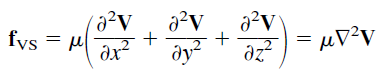 f_VS = μ(∂²V/∂x² + ∂²V/∂y² + ∂²V/∂z²) = μ∇²V